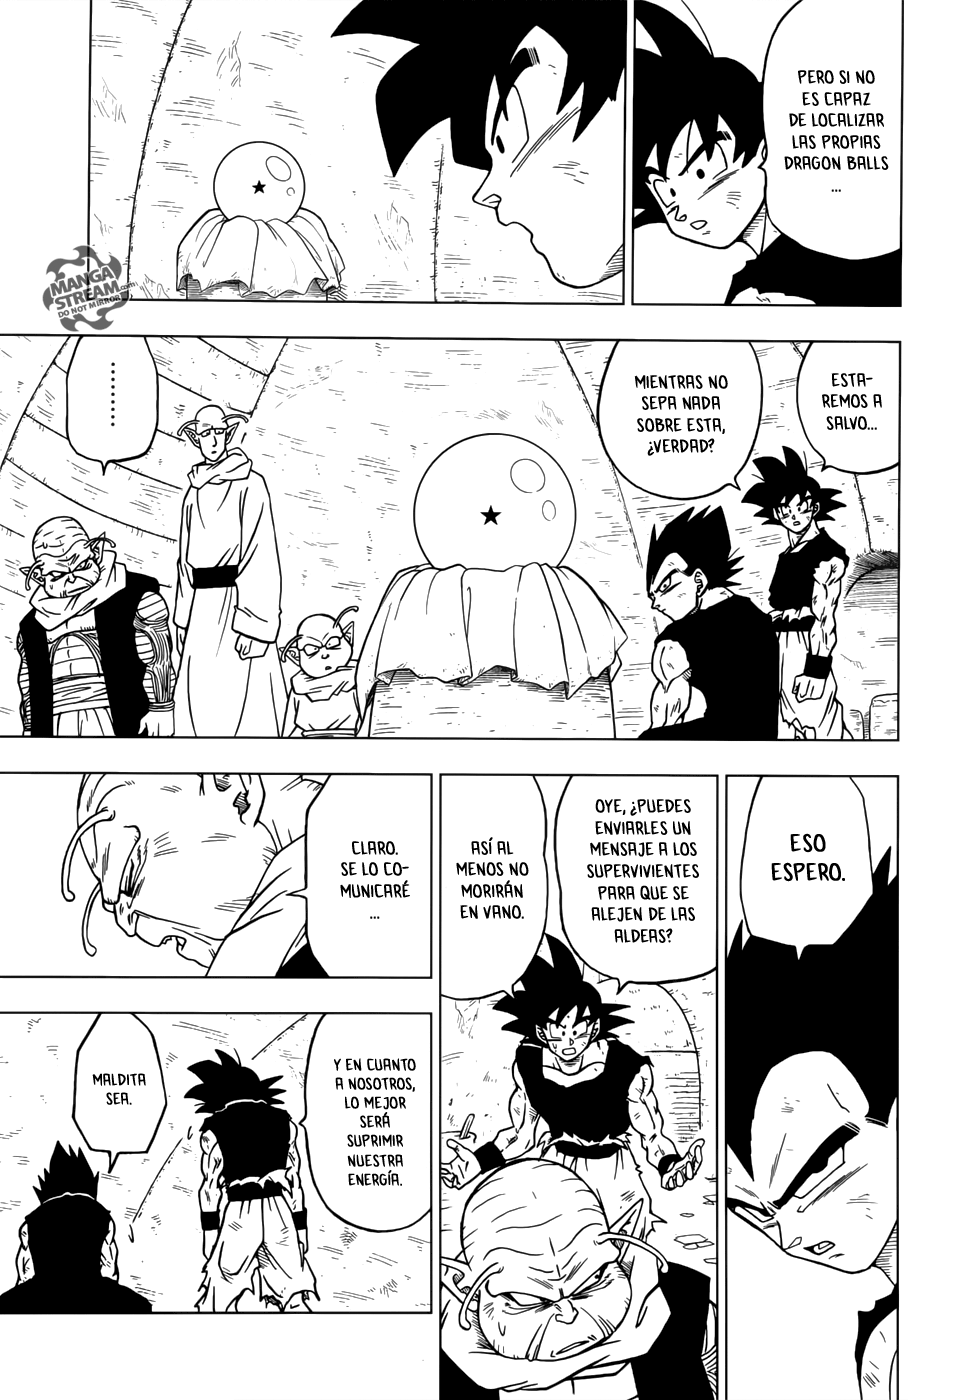 PERO SI NO
ES CAPAZ
DE LOCALIZAR
LAS PROPIAS
DRAGON BALLS
...
MANGA
STREAM.com
DO NOT MIRROR
ESTA-
REMOS A
SALVO...
MIENTRAS NO
SEPA NADA
SOBRE ESTA,
¿VERDAD?
.........
ESO
ESPERO.
OYE, ¿PUEDES
ENVIARLES UN
MENSAJE A LOS
SUPERVIVIENTES
PARA QUE SE
ALEJEN DE LAS
ALDEAS?
ASÍ AL
MENOS NO
MORIRÁN
EN VANO.
CLARO.
SE LO CO-
MUNICARÉ
...
Y EN CUANTO
A NOSOTROS,
LO MEJOR
SERÁ
SUPRIMIR
NUESTRA
ENERGÍA.
MALDITA
SEA.